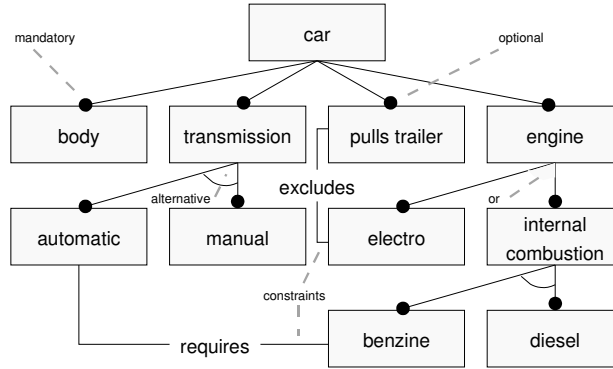 car
mandatory
optional
body
transmission
pulls trailer
engine
alternative
excludes
or
automatic
manual
electro
internal
combustion
constraints
requires
benzine
diesel